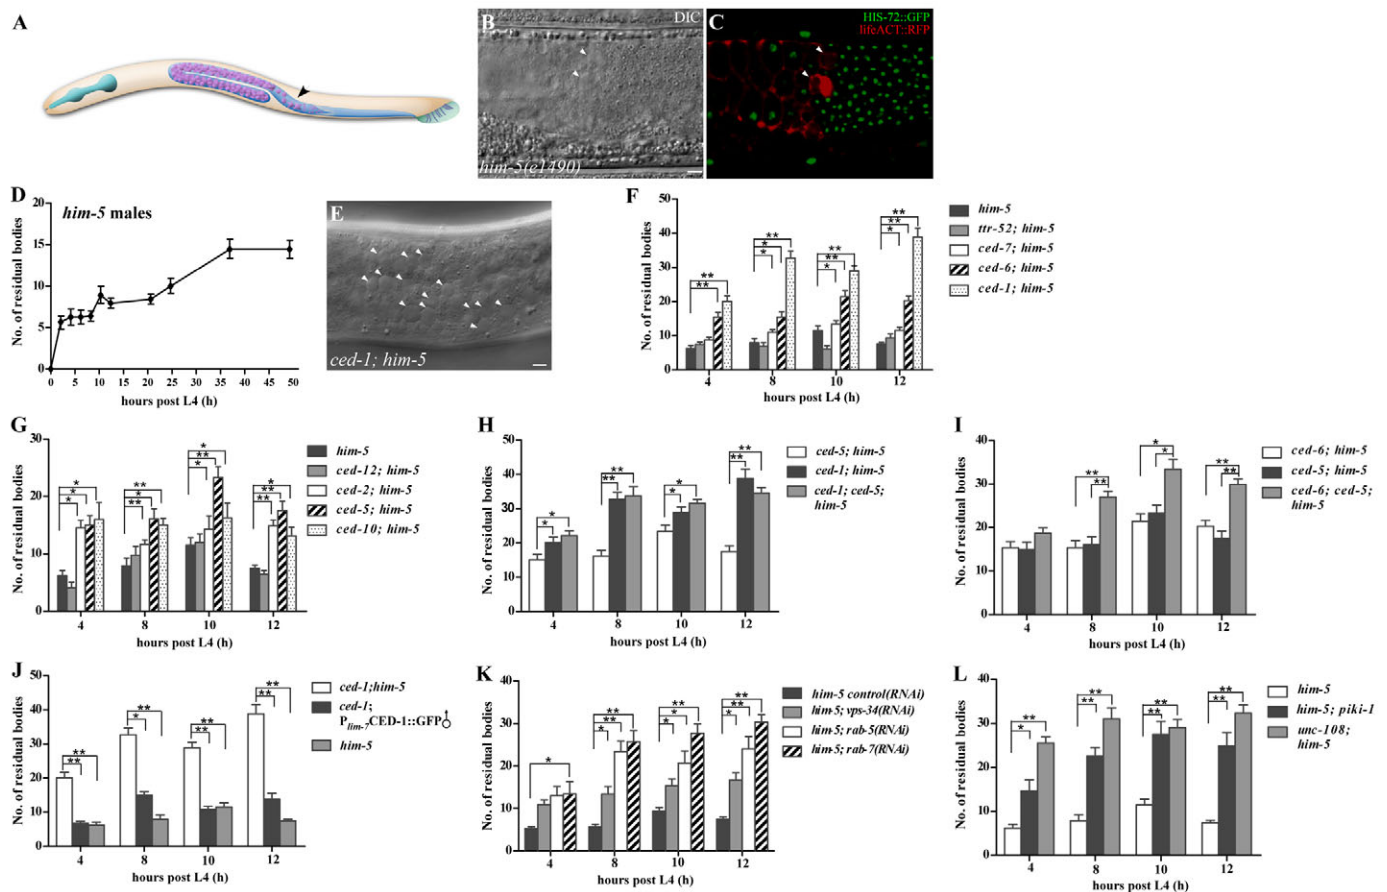 A
B
DIC
him-5(e1490)
C
HIS-72::GFP
lifeACT::RFP
D
him-5 males
No. of residual bodies
20
15
10
5
0
0 5 10 15 20 25 30 35 40 45 50
hours post L4 (h)
E
ced-1; him-5
F
No. of residual bodies
50
40
30
20
10
0
** ** * * ** * ** ** ** ** *
4 8 10 12
hours post L4 (h)
him-5
ttr-52; him-5
ced-7; him-5
ced-6; him-5
ced-1; him-5
G
No. of residual bodies
30
20
10
0
4 8 10 12
hours post L4 (h)
him-5
ced-12; him-5
ced-2; him-5
ced-5; him-5
ced-10; him-5
H
No. of residual bodies
50
40
30
20
10
0
4 8 10 12
hours post L4 (h)
ced-5; him-5
ced-1; him-5
ced-1; ced-5;
him-5
I
No. of residual bodies
40
30
20
10
0
4 8 10 12
hours post L4 (h)
ced-6; him-5
ced-5; him-5
ced-6; ced-5;
him-5
J
No. of residual bodies
50
40
30
20
10
0
4 8 10 12
hours post L4 (h)
ced-1;him-5
ced-1;
Plim-7CED-1::GFP♂
him-5
K
No. of residual bodies
40
30
20
10
0
4 8 10 12
hours post L4 (h)
him-5 control(RNAi)
him-5; vps-34(RNAi)
him-5; rab-5(RNAi)
him-5; rab-7(RNAi)
L
No. of residual bodies
40
30
20
10
0
4 8 10 12
hours post L4 (h)
him-5
him-5; piki-1
unc-108;
him-5